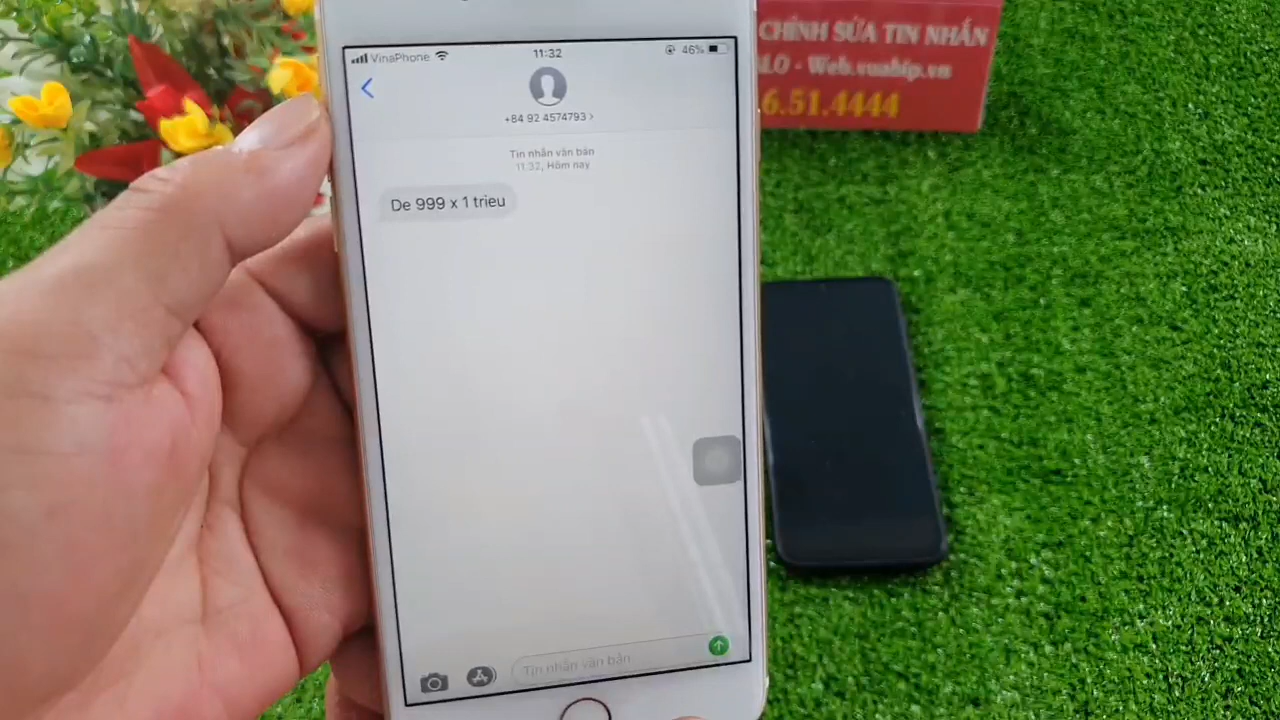 VinaPhone
11:32
46%
CHỈNH SỬA TIN NHẮN
LO - Web.vuabip.vn
6.51.4444
+84 92 4574793 >
Tin nhắn văn bản
11:32, Hôm nay
De 999 x 1 trieu
Tin nhắn văn bản